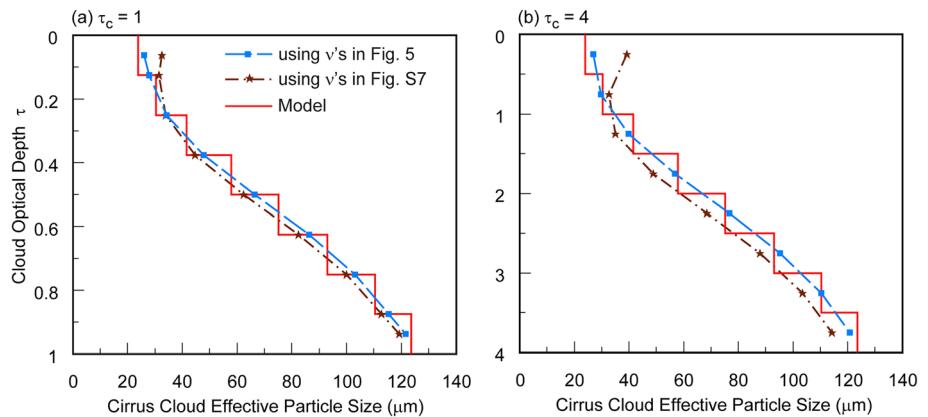 (a) τc = 1
0
0.2
0.4
0.6
0.8
1
0 20 40 60 80 100 120 140
Cloud Optical Depth τ
Cirrus Cloud Effective Particle Size (μm)
using ν's in Fig. 5
using ν's in Fig. S7
Model
(b) τc = 4
0
1
2
3
4
0 20 40 60 80 100 120 140
Cirrus Cloud Effective Particle Size (μm)